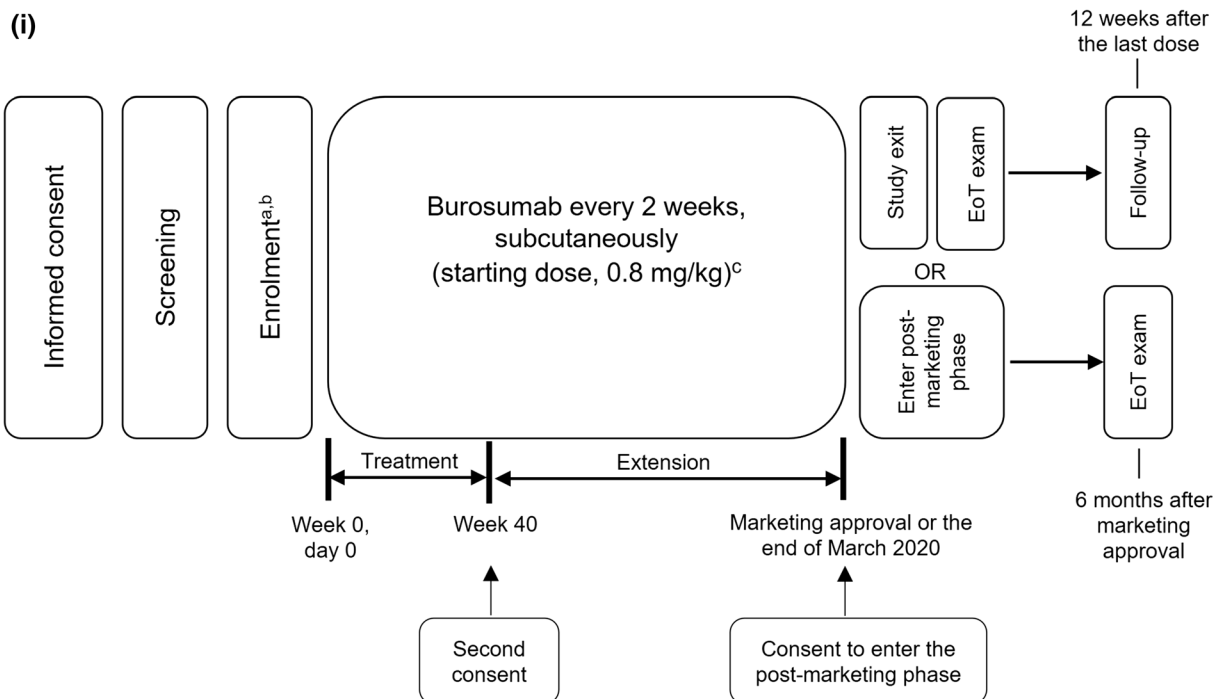 (i)
12 weeks after
the last dose
Informed consent
Screening
Enrolmentᵃ,ᵇ
Burosumab every 2 weeks,
subcutaneously
(starting dose, 0.8 mg/kg)ᶜ
Study exit
EoT exam
Follow-up
OR
Enter post-
marketing
phase
EoT exam
Treatment
Extension
Week 0,
day 0
Week 40
Marketing approval or the
end of March 2020
6 months after
marketing
approval
Second
consent
Consent to enter the
post-marketing phase